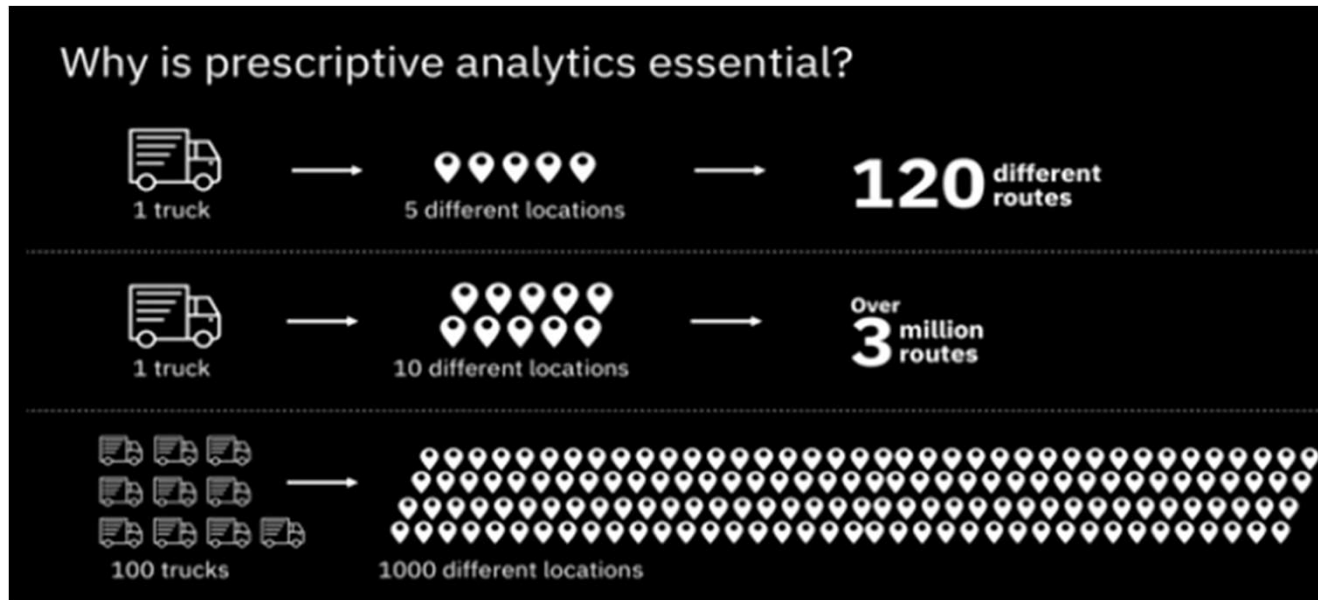 Why is prescriptive analytics essential?
1 truck
5 different locations
120 different
routes
1 truck
10 different locations
Over
3 million
routes
100 trucks
1000 different locations